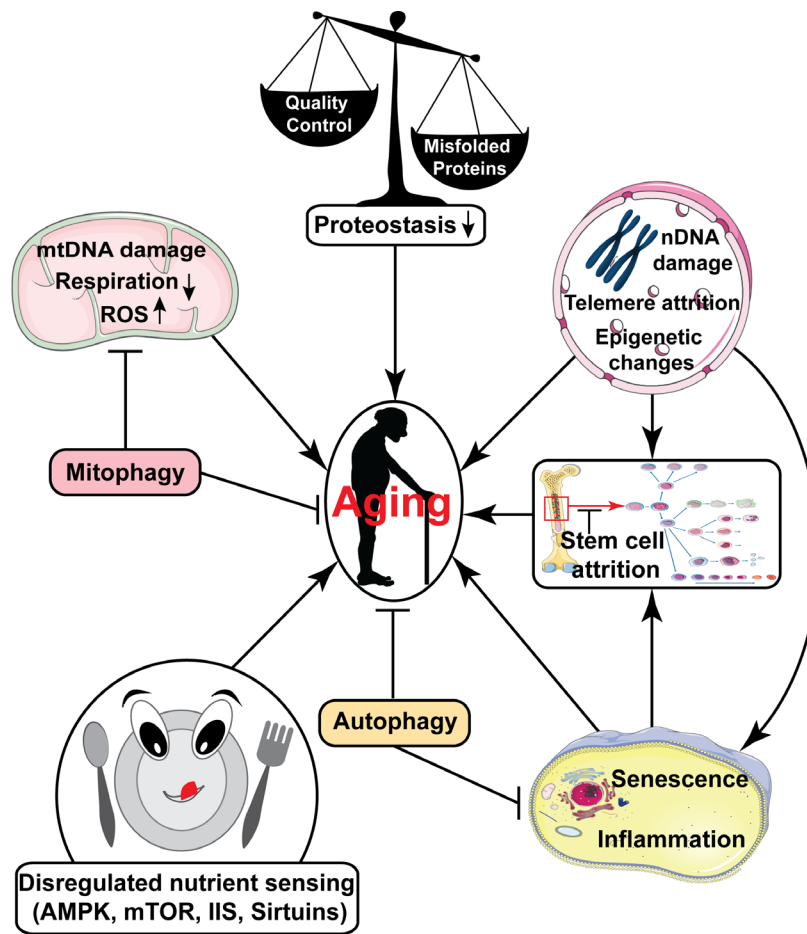 Quality
Control
Misfolded
Proteins
Proteostasis ↓
mtDNA damage
Respiration ↓
ROS ↑
nDNA
damage
Telemere attrition
Epigenetic
changes
Mitophagy
Aging
Stem cell
attrition
Autophagy
Senescence
Inflammation
Disregulated nutrient sensing
(AMPK, mTOR, IIS, Sirtuins)